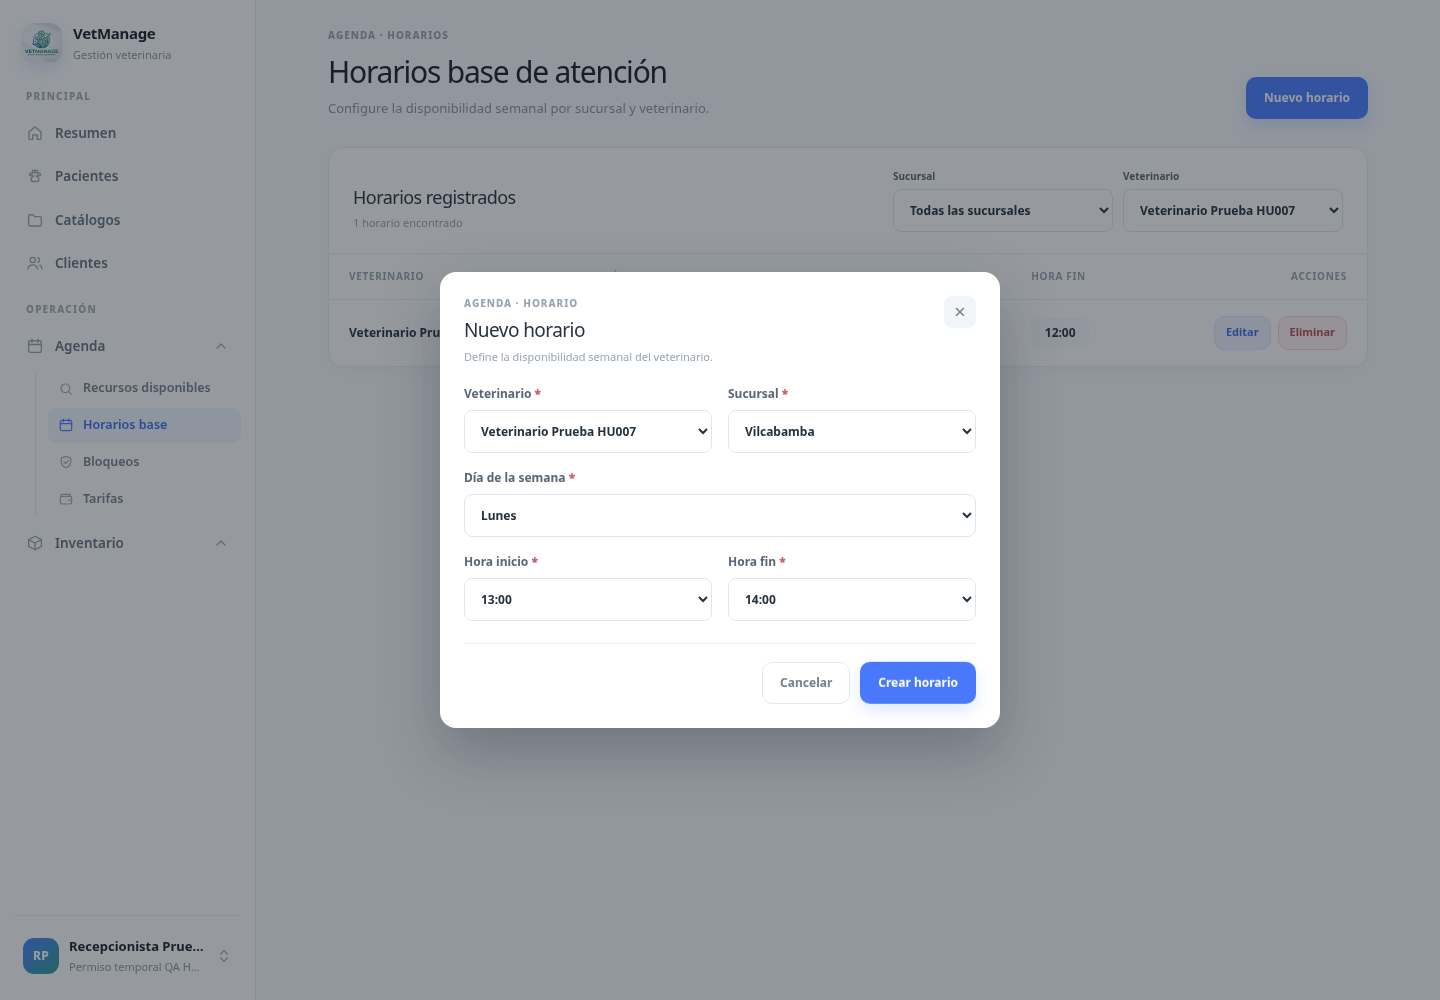 VetManage
Gestión veterinaria
PRINCIPAL
Resumen
Pacientes
Catálogos
Clientes
OPERACIÓN
Agenda
Recursos disponibles
Horarios base
Bloqueos
Tarifas
Inventario
RP
Recepcionista Prue...
Permiso temporal QA H...
AGENDA · HORARIOS
Horarios base de atención
Configure la disponibilidad semanal por sucursal y veterinario.
Nuevo horario
Horarios registrados
1 horario encontrado
Sucursal
Todas las sucursales
Veterinario
Veterinario Prueba HU007
VETERINARIO
HORA FIN
ACCIONES
Veterinario Pru
12:00
Editar
Eliminar
AGENDA · HORARIO
Nuevo horario
Define la disponibilidad semanal del veterinario.
Veterinario *
Veterinario Prueba HU007
Sucursal *
Vilcabamba
Día de la semana *
Lunes
Hora inicio *
13:00
Hora fin *
14:00
Cancelar
Crear horario